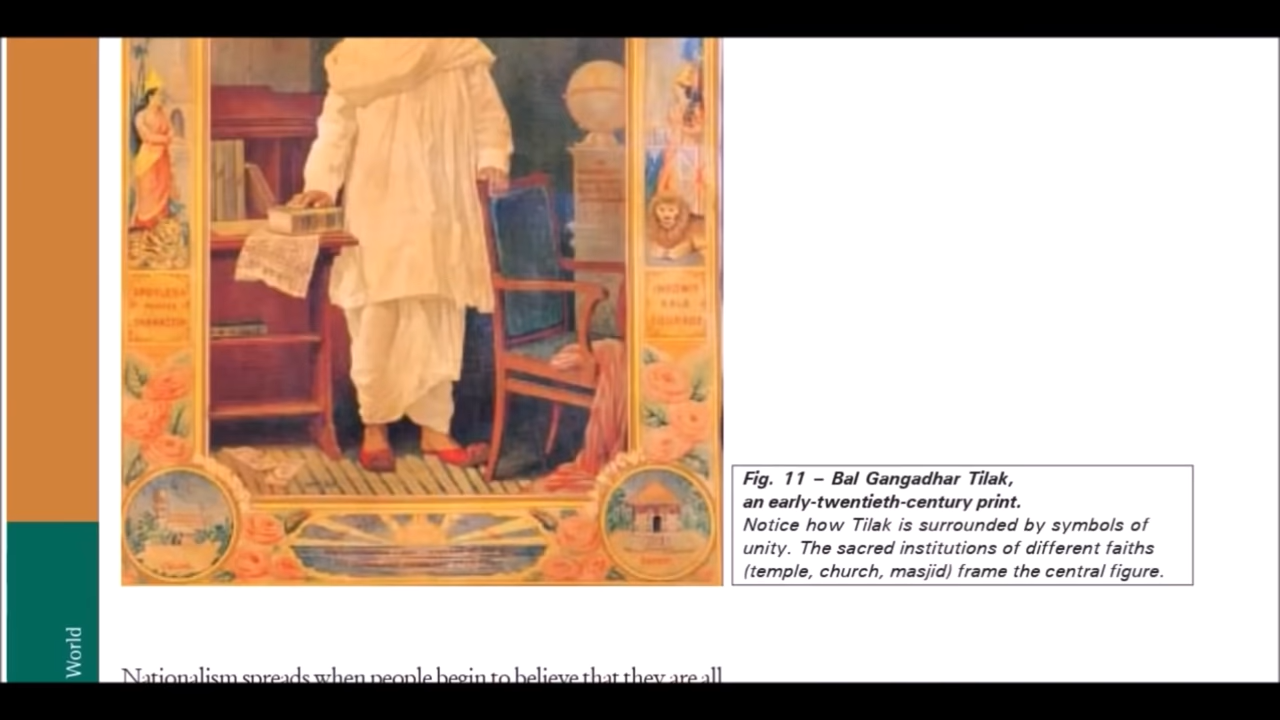 Fig. 11 – Bal Gangadhar Tilak,
an early-twentieth-century print.
Notice how Tilak is surrounded by symbols of
unity. The sacred institutions of different faiths
(temple, church, masjid) frame the central figure.
World
Nationalism spreads when people begin to believe that they are all